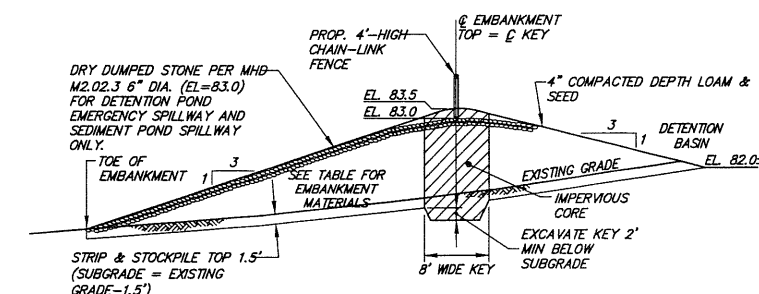 PROP. 4'-HIGH
CHAIN-LINK
FENCE
℄ EMBANKMENT
TOP = ℄ KEY
DRY DUMPED STONE PER MHD
M2.02.3 6" DIA. (EL=83.0)
FOR DETENTION POND
EMERGENCY SPILLWAY AND
SEDIMENT POND SPILLWAY
ONLY.
EL. 83.5
EL. 83.0
4" COMPACTED DEPTH LOAM &
SEED
3
1
DETENTION
BASIN
TOE OF
EMBANKMENT
3
1
SEE TABLE FOR
EMBANKMENT
MATERIALS
EXISTING GRADE
EL. 82.0
IMPERVIOUS
CORE
EXCAVATE KEY 2'
MIN BELOW
SUBGRADE
8' WIDE KEY
STRIP & STOCKPILE TOP 1.5'
(SUBGRADE = EXISTING
GRADE-1.5')